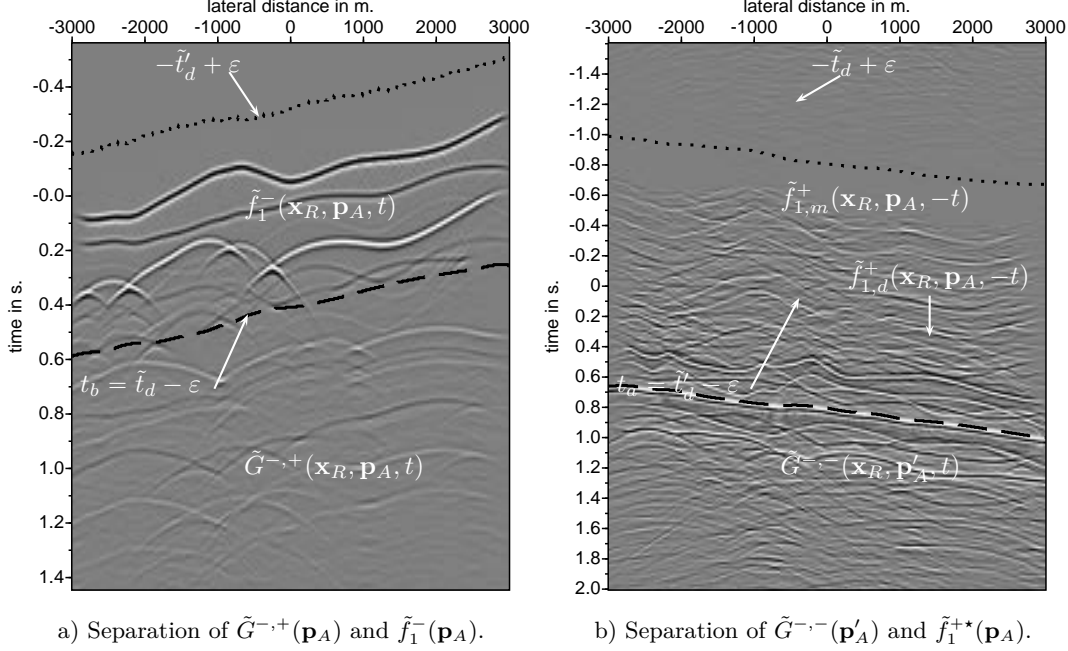 lateral distance in m.
-3000 -2000 -1000 0 1000 2000 3000
time in s.
-0.4
-0.2
-0.0
0.2
0.4
0.6
0.8
1.0
1.2
1.4
−t̃′_d + ε
f̃₁⁻(x_R, p_A, t)
t_b = t̃_d − ε
G̃^{−,+}(x_R, p_A, t)
a) Separation of G̃^{−,+}(p_A) and f̃₁⁻(p_A).
lateral distance in m.
-3000 -2000 -1000 0 1000 2000 3000
time in s.
-1.4
-1.2
-1.0
-0.8
-0.6
-0.4
-0.2
0
0.2
0.4
0.6
0.8
1.0
1.2
1.4
1.6
1.8
2.0
−t̃_d + ε
f̃⁺_{1,m}(x_R, p_A, −t)
f̃⁺_{1,d}(x_R, p_A, −t)
t_a = t̃′_d − ε
G̃^{−,−}(x_R, p′_A, t)
b) Separation of G̃^{−,−}(p′_A) and f̃₁^{+⋆}(p_A).